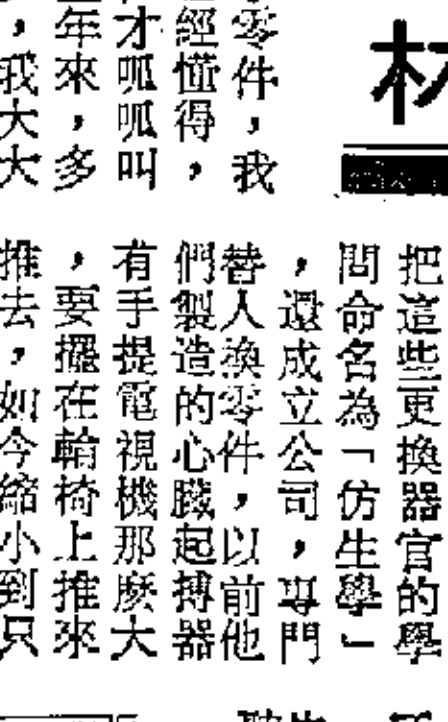 零件，我
經懂得，
才呱呱叫
年來，多
，我大大
把這些更換器官的學
問命名為「仿生學」
，還成立公司，專門
替人換零件，以前他
們製造的心臟起搏器
有手提電視機那麼大
，要擺在輪椅上推來
推去，如今縮小到只